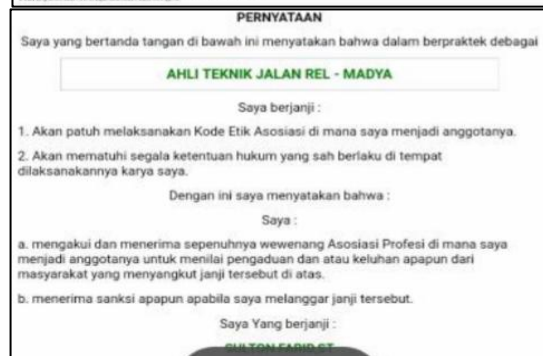 PERNYATAAN
Saya yang bertanda tangan di bawah ini menyatakan bahwa dalam berpraktek debagai
AHLI TEKNIK JALAN REL - MADYA
Saya berjanji :
1. Akan patuh melaksanakan Kode Etik Asosiasi di mana saya menjadi anggotanya.
2. Akan mematuhi segala ketentuan hukum yang sah berlaku di tempat
dilaksanakannya karya saya.
Dengan ini saya menyatakan bahwa :
Saya :
a. mengakui dan menerima sepenuhnya wewenang Asosiasi Profesi di mana saya
menjadi anggotanya untuk menilai pengaduan dan atau keluhan apapun dari
masyarakat yang menyangkut janji tersebut di atas.
b. menerima sanksi apapun apabila saya melanggar janji tersebut.
Saya Yang berjanji :
SULTON FARID,ST